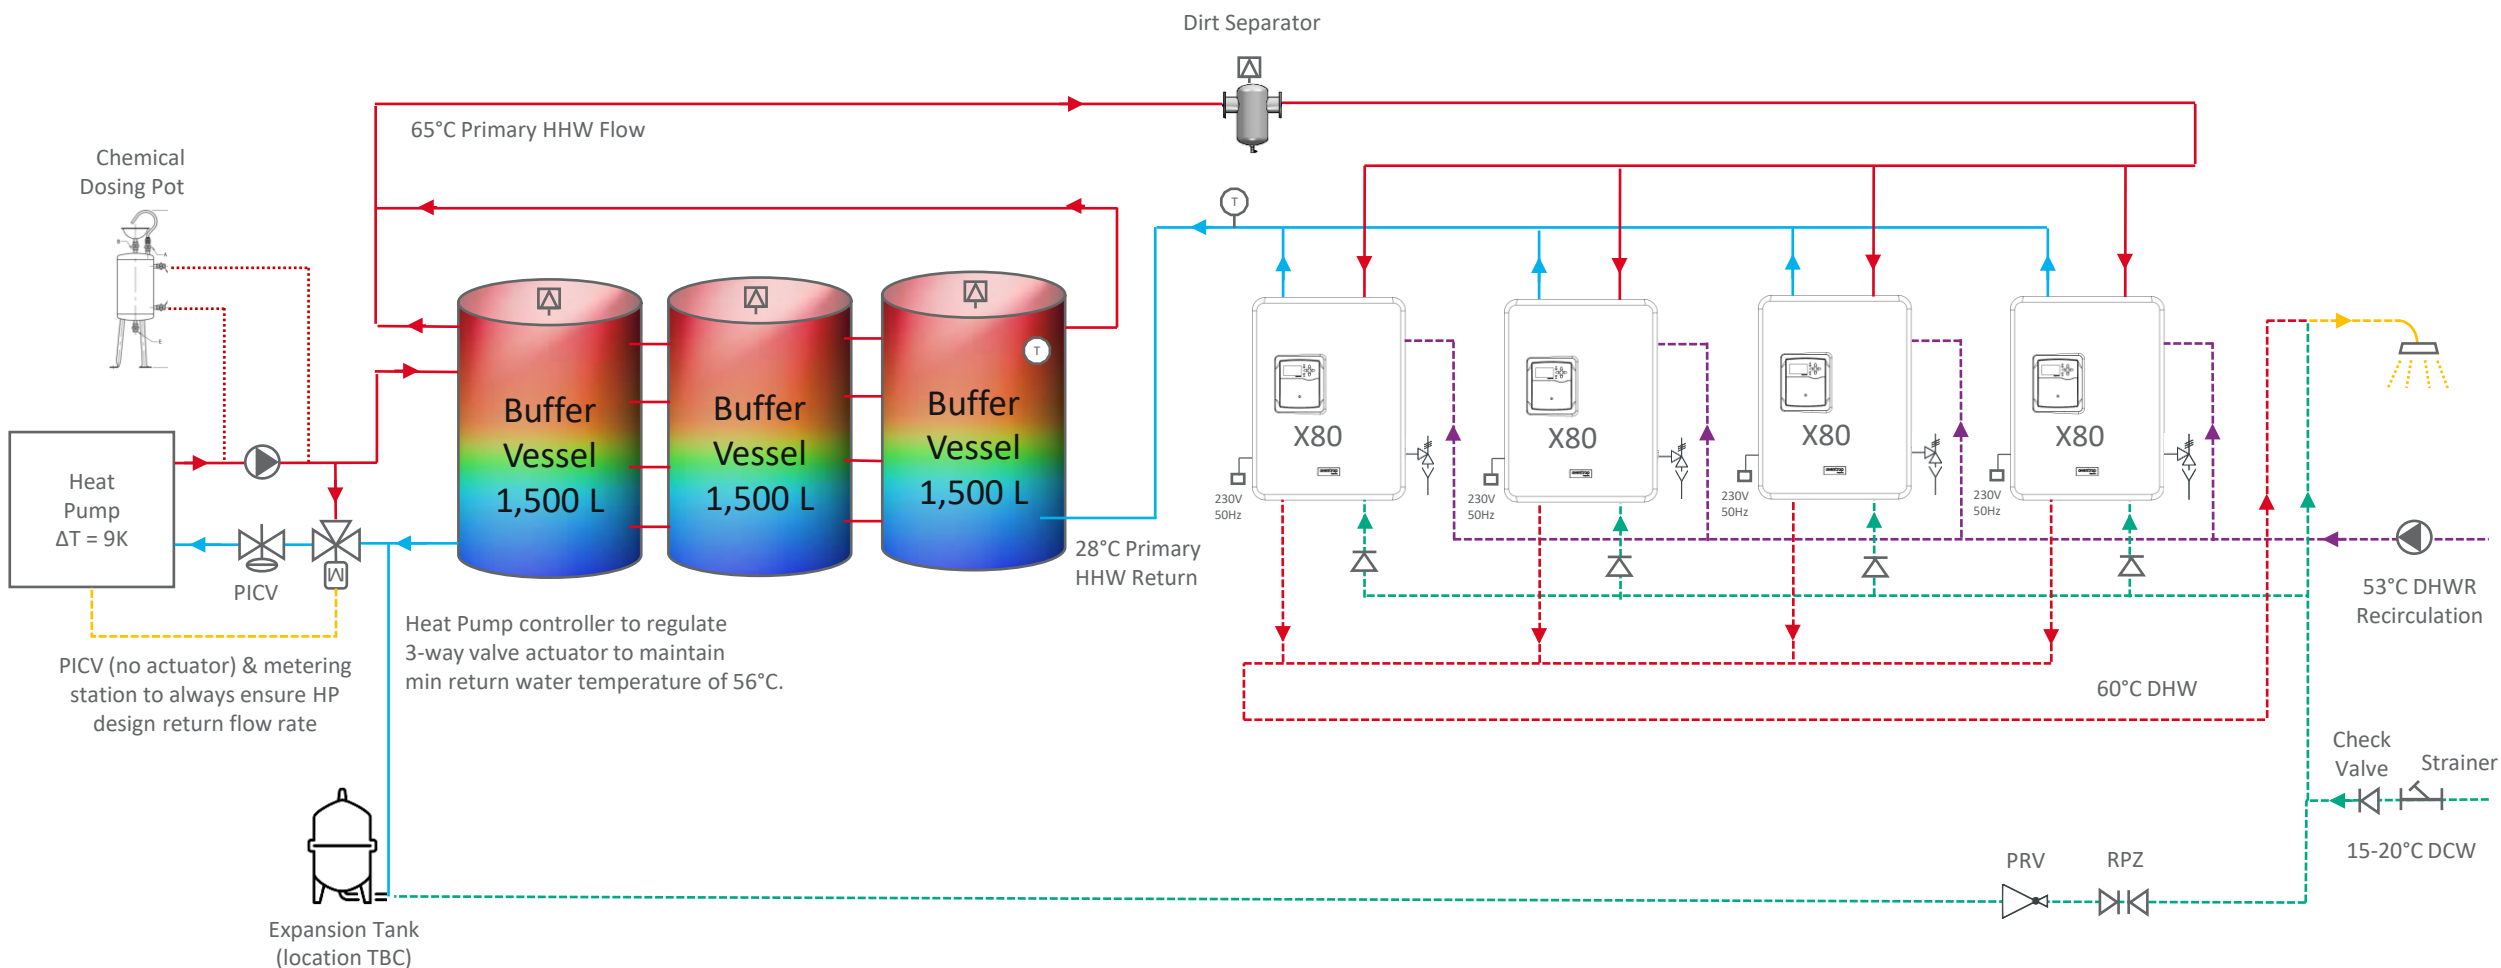 Dirt Separator
65°C Primary HHW Flow
Chemical
Dosing Pot
T
T
Buffer
Vessel
1,500 L
Buffer
Vessel
1,500 L
Buffer
Vessel
1,500 L
X80
X80
X80
X80
230V
50Hz
230V
50Hz
230V
50Hz
230V
50Hz
Heat
Pump
ΔT = 9K
PICV
M
28°C Primary
HHW Return
53°C DHWR
Recirculation
Heat Pump controller to regulate
3-way valve actuator to maintain
min return water temperature of 56°C.
PICV (no actuator) & metering
station to always ensure HP
design return flow rate
60°C DHW
Check
Valve
Strainer
15-20°C DCW
PRV
RPZ
Expansion Tank
(location TBC)